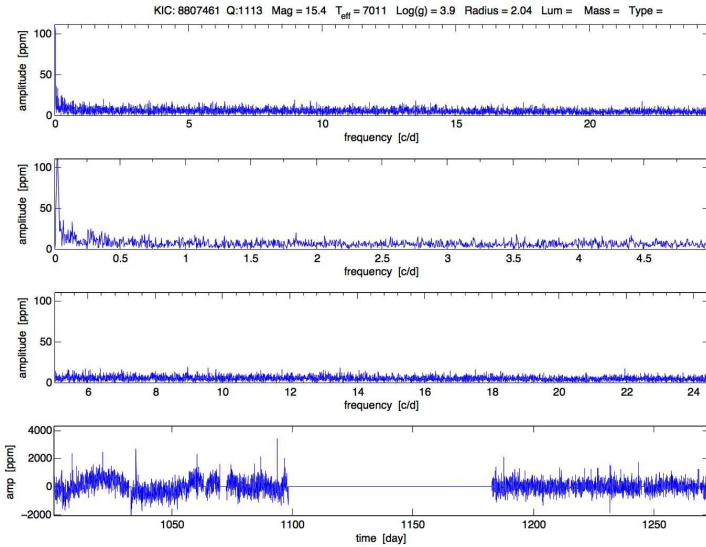 KIC: 8807461 Q:1113 Mag = 15.4 Teff = 7011 Log(g) = 3.9 Radius = 2.04 Lum = Mass= Type =
100
50
0
amplitude [ppm]
0 5 10 15 20
frequency [c/d]
100
50
0
amplitude [ppm]
0 0.5 1 1.5 2 2.5 3 3.5 4 4.5
frequency [c/d]
100
50
0
amplitude [ppm]
6 8 10 12 14 16 18 20 22 24
frequency [c/d]
4000
2000
0
−2000
amp [ppm]
1050 1100 1150 1200 1250
time [day]